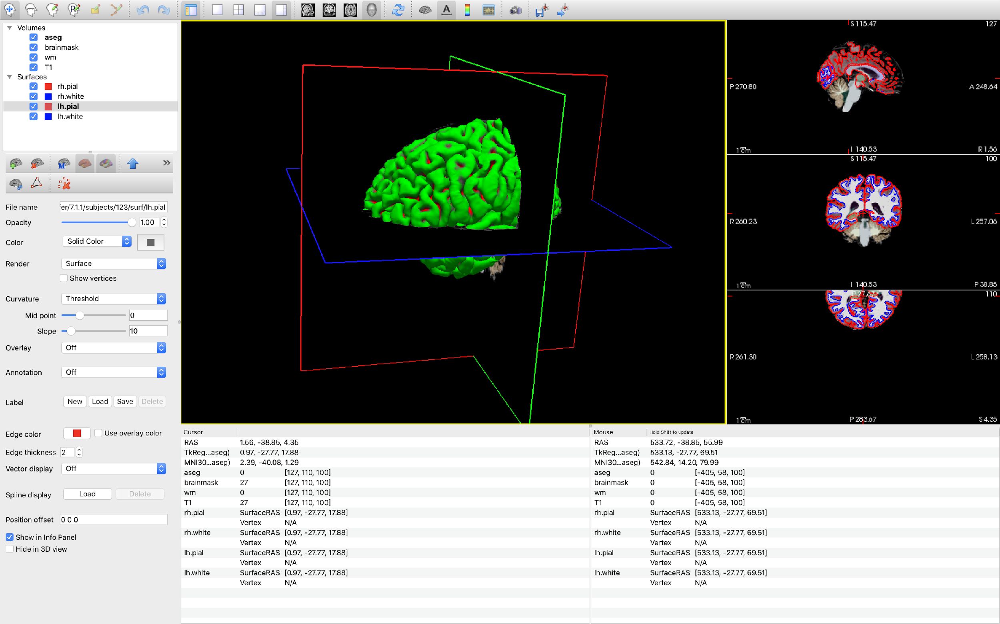 Volumes
aseg
brainmask
wm
T1
Surfaces
rh.pial
rh.white
lh.pial
lh.white
File name er/7.1.1/subjects/123/surf/lh.pial
Opacity 1.00
Color Solid Color
Render Surface
Show vertices
Curvature Threshold
Mid point 0
Slope 10
Overlay Off
Annotation Off
Label New Load Save Delete
Edge color Use overlay color
Edge thickness 2
Vector display Off
Spline display Load Delete
Position offset 0 0 0
Show in Info Panel
Hide in 3D view
S 115.47 127
P 270.80 A 248.64
1 cm I 140.53 R 1.56
S 115.47 100
R 260.23 L 257.06
1 cm I 140.53 P 38.85
P 27.67 110
R 261.30 L 258.13
1 cm P 283.67 S 4.35
Cursor
RAS 1.56, -38.85, 4.35
TkReg...aseg) 0.97, -27.77, 17.88
MNI30...aseg) 2.39, -40.08, 1.29
aseg 0 [127, 110, 100]
brainmask 27 [127, 110, 100]
wm 0 [127, 110, 100]
T1 27 [127, 110, 100]
rh.pial SurfaceRAS [0.97, -27.77, 17.88]
Vertex N/A
rh.white SurfaceRAS [0.97, -27.77, 17.88]
Vertex N/A
lh.pial SurfaceRAS [0.97, -27.77, 17.88]
Vertex N/A
lh.white SurfaceRAS [0.97, -27.77, 17.88]
Vertex N/A
Mouse Hold Shift to update
RAS 533.72, -38.85, 55.99
TkReg...aseg) 533.13, -27.77, 69.51
MNI30...aseg) 542.84, 14.20, 79.99
aseg 0 [-405, 58, 100]
brainmask 0 [-405, 58, 100]
wm 0 [-405, 58, 100]
T1 0 [-405, 58, 100]
rh.pial SurfaceRAS [533.13, -27.77, 69.51]
Vertex N/A
rh.white SurfaceRAS [533.13, -27.77, 69.51]
Vertex N/A
lh.pial SurfaceRAS [533.13, -27.77, 69.51]
Vertex N/A
lh.white SurfaceRAS [533.13, -27.77, 69.51]
Vertex N/A